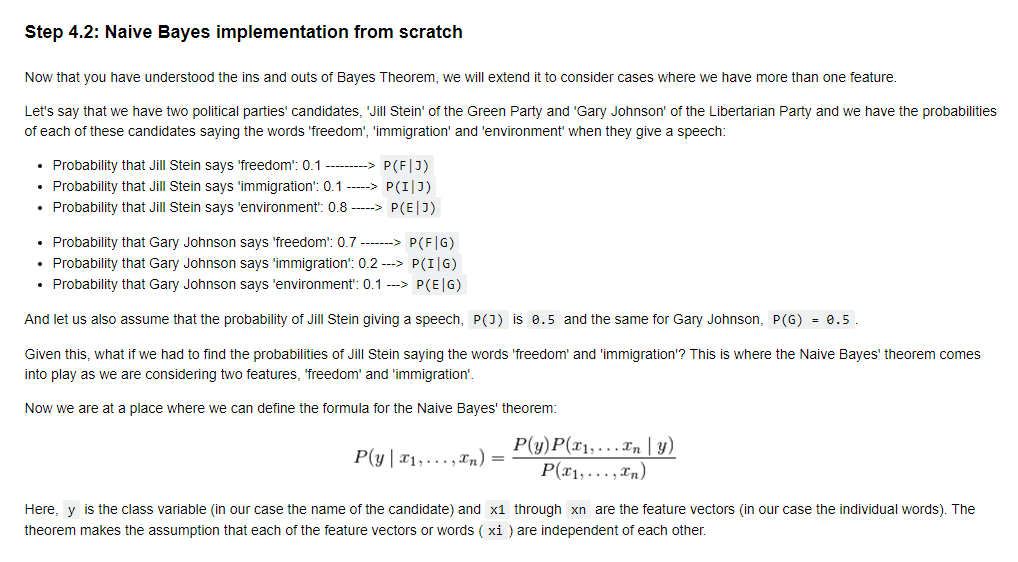 Step 4.2: Naive Bayes implementation from scratch
Now that you have understood the ins and outs of Bayes Theorem, we will extend it to consider cases where we have more than one feature.
Let's say that we have two political parties' candidates, 'Jill Stein' of the Green Party and 'Gary Johnson' of the Libertarian Party and we have the probabilities
of each of these candidates saying the words 'freedom', 'immigration' and 'environment' when they give a speech:
• Probability that Jill Stein says 'freedom': 0.1 ---------> P(F|J)
• Probability that Jill Stein says 'immigration': 0.1 -----> P(I|J)
• Probability that Jill Stein says 'environment': 0.8 -----> P(E|J)
• Probability that Gary Johnson says 'freedom': 0.7 -------> P(F|G)
• Probability that Gary Johnson says 'immigration': 0.2 ---> P(I|G)
• Probability that Gary Johnson says 'environment': 0.1 ---> P(E|G)
And let us also assume that the probability of Jill Stein giving a speech, P(J) is 0.5 and the same for Gary Johnson, P(G) = 0.5 .
Given this, what if we had to find the probabilities of Jill Stein saying the words 'freedom' and 'immigration'? This is where the Naive Bayes' theorem comes
into play as we are considering two features, 'freedom' and 'immigration'.
Now we are at a place where we can define the formula for the Naive Bayes' theorem:
P(y | x₁, . . . , xₙ) = P(y)P(x₁, . . . xₙ | y) / P(x₁, . . . , xₙ)
Here, y is the class variable (in our case the name of the candidate) and x1 through xn are the feature vectors (in our case the individual words). The
theorem makes the assumption that each of the feature vectors or words ( xi ) are independent of each other.